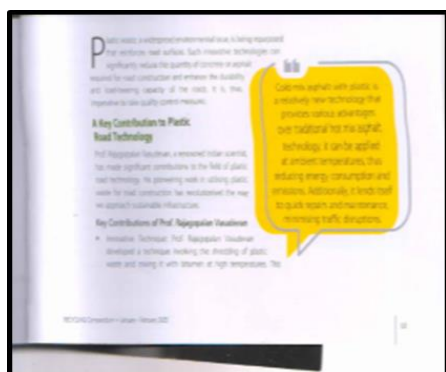 Plastic waste, a widespread environmental issue, is being repurposed
that reinforces road surfaces. Such innovative technologies can
significantly reduce the quantity of concrete or asphalt
required for road construction and enhance the durability
and load-bearing capacity of the roads. It is, thus,
imperative to take quality control measures.
A Key Contribution to Plastic
Road Technology
Prof. Rajagopalan Vasudevan, a renowned Indian scientist,
has made significant contributions to the field of plastic
road technology. His pioneering work in utilising plastic
waste for road construction has revolutionised the way
we approach sustainable infrastructure.
Key Contributions of Prof. Rajagopalan Vasudevan
• Innovative Technique: Prof. Rajagopalan Vasudevan
developed a technique involving the shredding of plastic
waste and mixing it with bitumen at high temperatures. This
Cold mix asphalt with plastic is
a relatively new technology that
provides various advantages
over traditional hot mix asphalt
technology. It can be applied
at ambient temperatures, thus
reducing energy consumption and
emissions. Additionally, it lends itself
to quick repairs and maintenance,
minimising traffic disruptions.
January - February